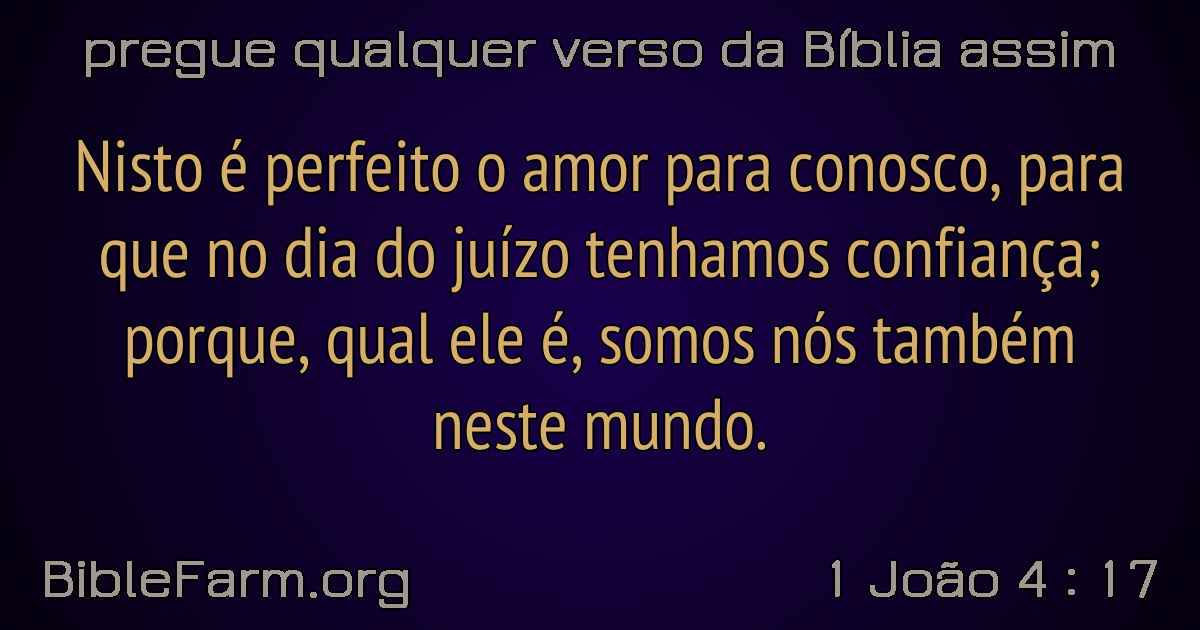 pregue qualquer verso da Bíblia assim
Nisto é perfeito o amor para conosco, para
que no dia do juízo tenhamos confiança;
porque, qual ele é, somos nós também
neste mundo.
BibleFarm.org
1 João 4 : 17